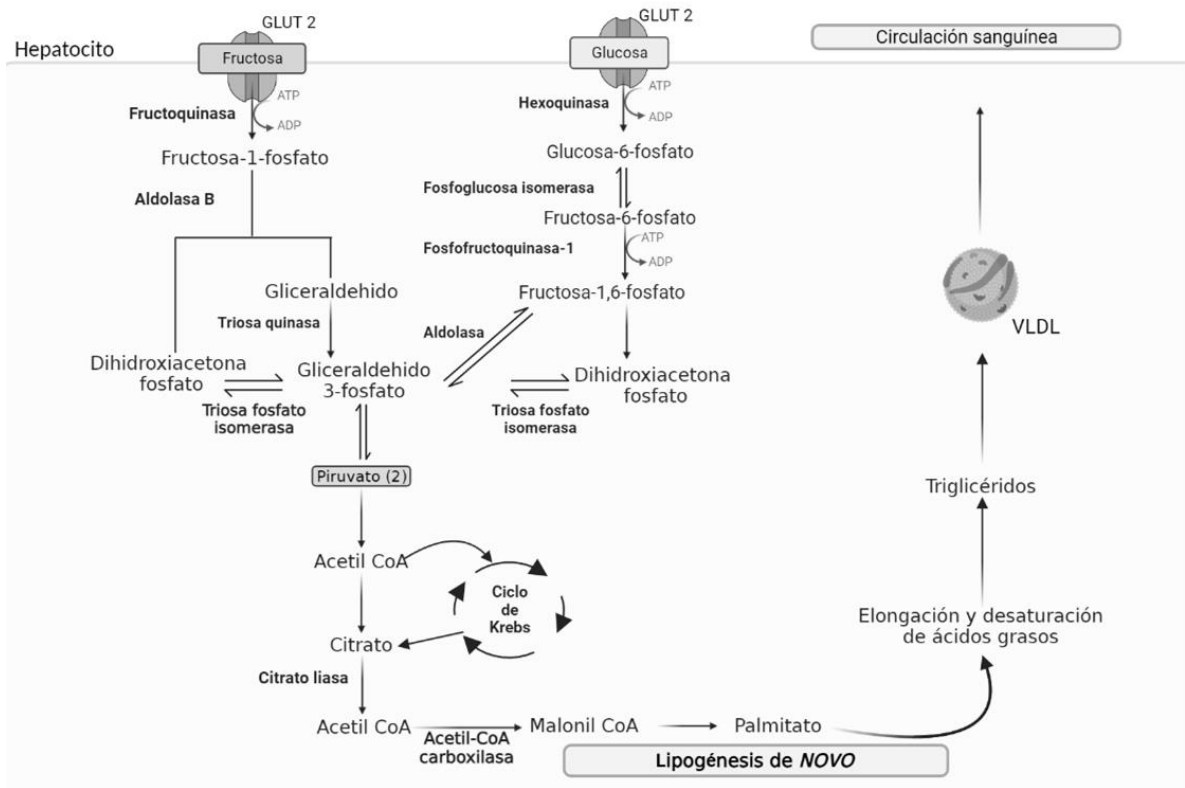 GLUT 2
GLUT 2
Hepatocito
Fructosa
Glucosa
Circulación sanguínea
Fructoquinasa
ATP
ADP
Hexoquinasa
ATP
ADP
Fructosa-1-fosfato
Glucosa-6-fosfato
Aldolasa B
Fosfoglucosa isomerasa
Fructosa-6-fosfato
Fosfofructoquinasa-1
ATP
ADP
Gliceraldehido
Fructosa-1,6-fosfato
Triosa quinasa
Aldolasa
VLDL
Dihidroxiacetona
fosfato
Gliceraldehido
3-fosfato
Dihidroxiacetona
fosfato
Triosa fosfato
isomerasa
Triosa fosfato
isomerasa
Piruvato (2)
Triglicéridos
Acetil CoA
Ciclo
de
Krebs
Elongación y desaturación
de ácidos grasos
Citrato
Citrato liasa
Acetil CoA
Acetil-CoA
carboxilasa
Malonil CoA
Palmitato
Lipogénesis de NOVO